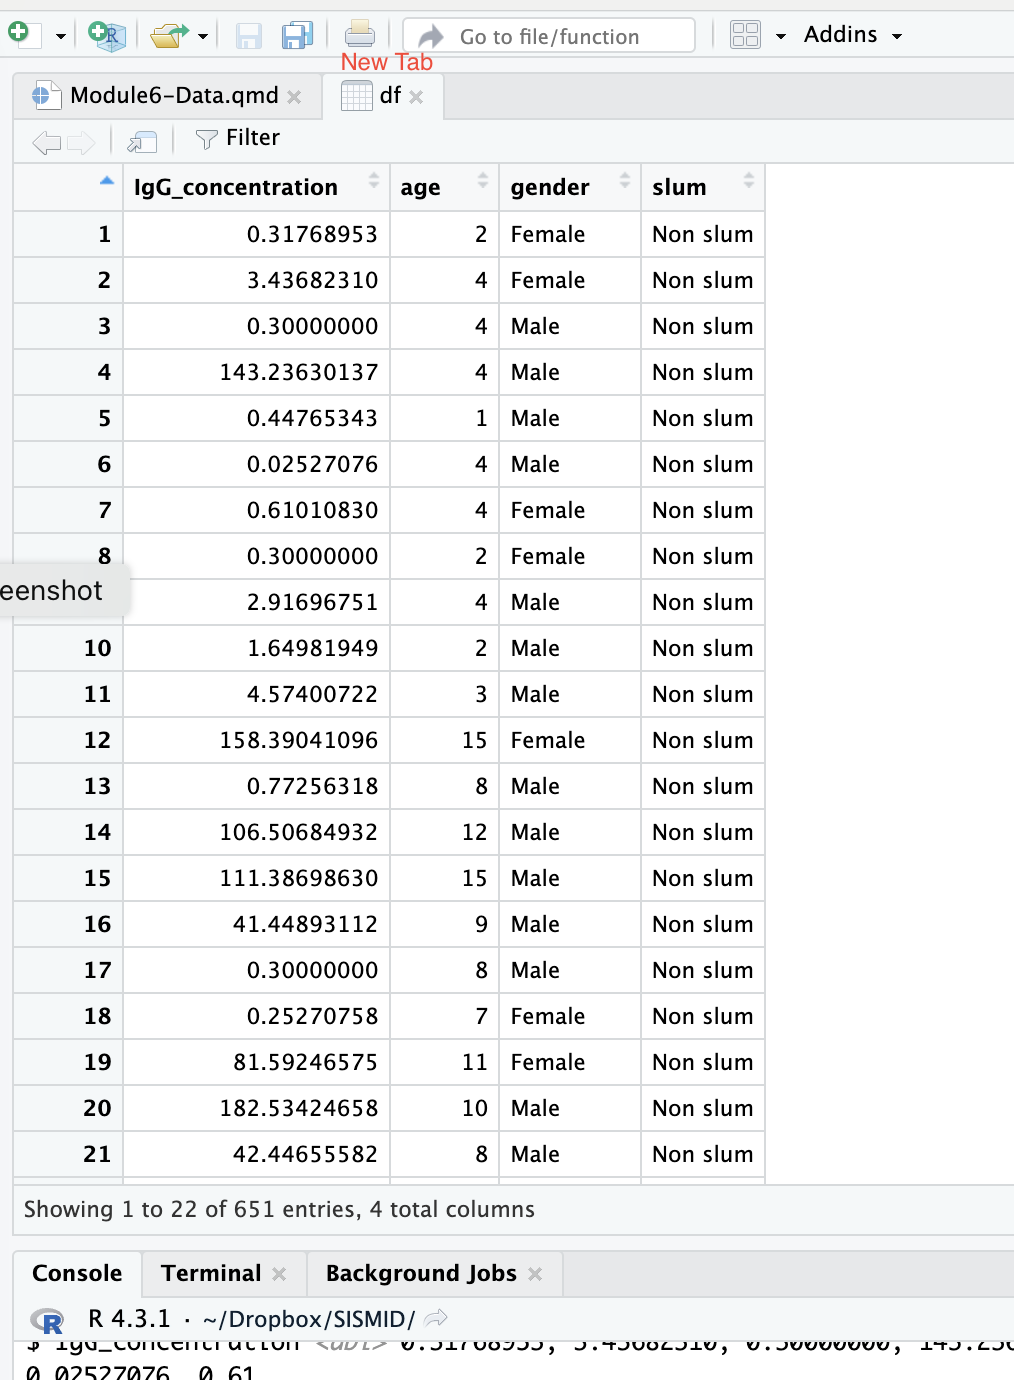 Go to file/function
Addins
New Tab
Module6-Data.qmd
df
Filter
IgG_concentration age gender slum
1 0.31768953 2 Female Non slum
2 3.43682310 4 Female Non slum
3 0.30000000 4 Male Non slum
4 143.23630137 4 Male Non slum
5 0.44765343 1 Male Non slum
6 0.02527076 4 Male Non slum
7 0.61010830 4 Female Non slum
8 0.30000000 2 Female Non slum
eenshot
2.91696751 4 Male Non slum
10 1.64981949 2 Male Non slum
11 4.57400722 3 Male Non slum
12 158.39041096 15 Female Non slum
13 0.77256318 8 Male Non slum
14 106.50684932 12 Male Non slum
15 111.38698630 15 Male Non slum
16 41.44893112 9 Male Non slum
17 0.30000000 8 Male Non slum
18 0.25270758 7 Female Non slum
19 81.59246575 11 Female Non slum
20 182.53424658 10 Male Non slum
21 42.44655582 8 Male Non slum
Showing 1 to 22 of 651 entries, 4 total columns
Console Terminal Background Jobs
R R 4.3.1 · ~/Dropbox/SISMID/
$ IgG_concentration <dbl> 0.31768953, 3.43682310, 0.30000000,
0.02527076, 0.61